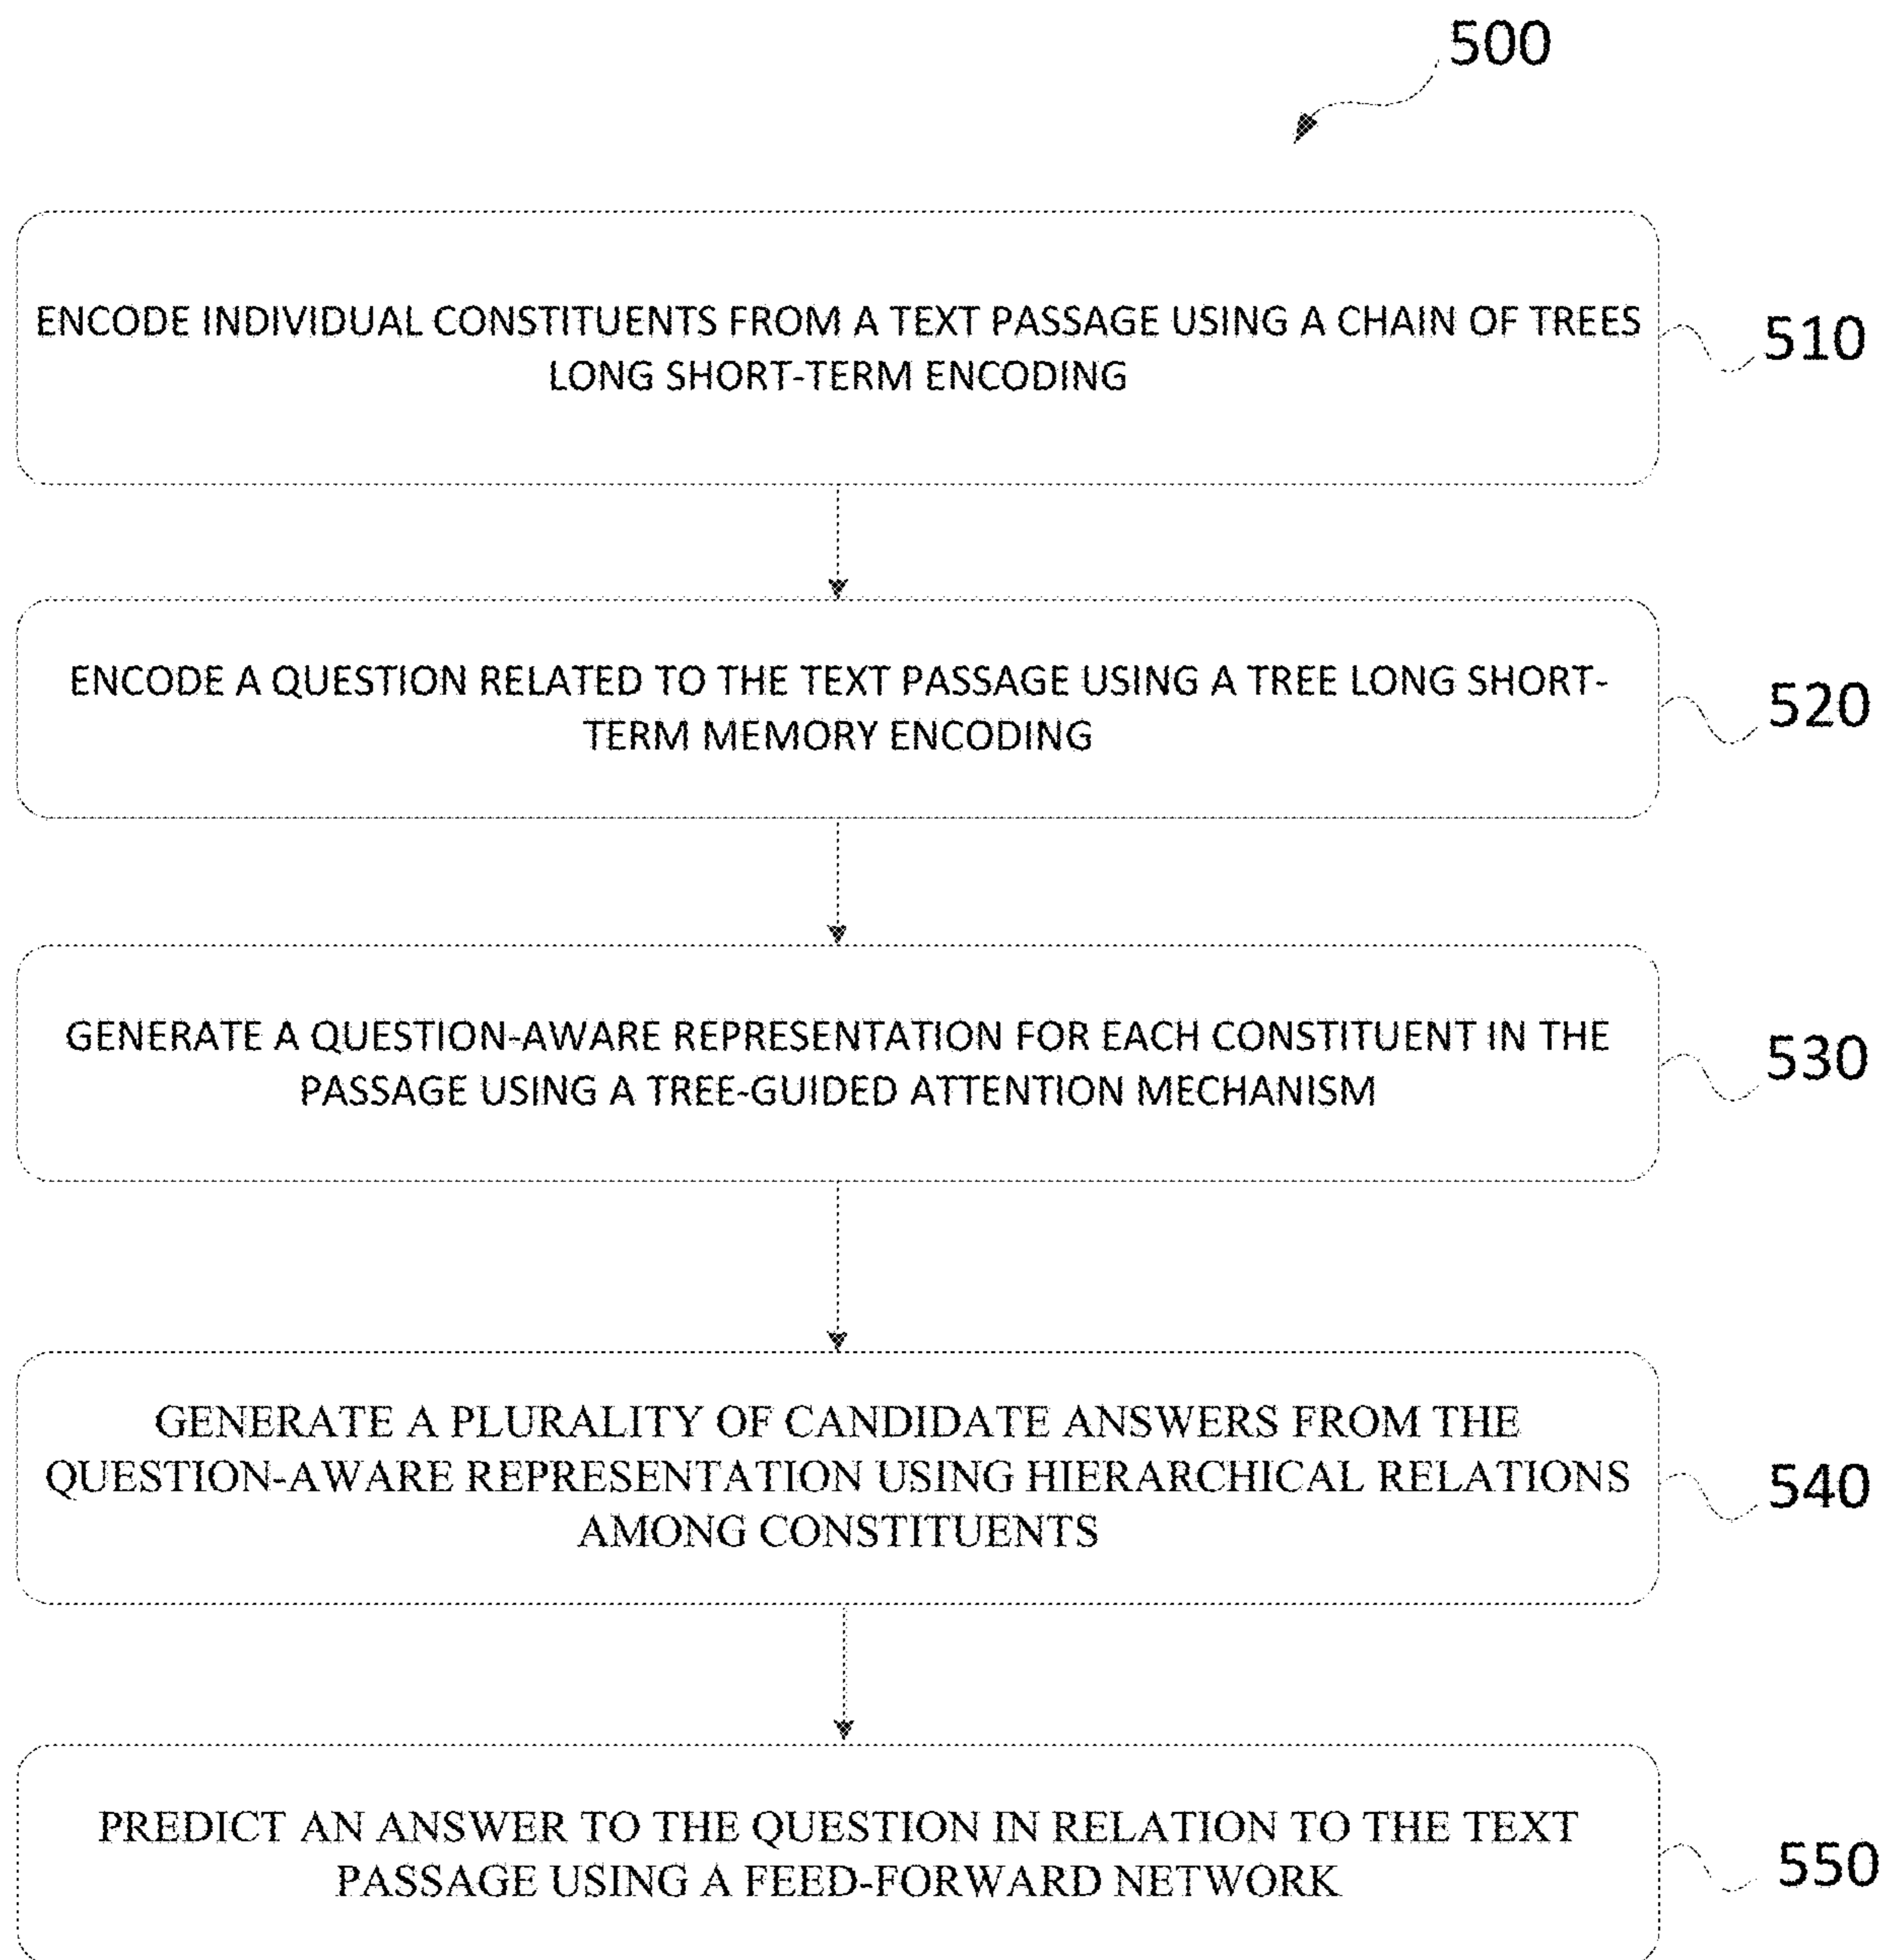 500
ENCODE INDIVIDUAL CONSTITUENTS FROM A TEXT PASSAGE USING A CHAIN OF TREES
LONG SHORT-TERM ENCODING
510
ENCODE A QUESTION RELATED TO THE TEXT PASSAGE USING A TREE LONG SHORT-
TERM MEMORY ENCODING
520
GENERATE A QUESTION-AWARE REPRESENTATION FOR EACH CONSTITUENT IN THE
PASSAGE USING A TREE-GUIDED ATTENTION MECHANISM
530
GENERATE A PLURALITY OF CANDIDATE ANSWERS FROM THE
QUESTION-AWARE REPRESENTATION USING HIERARCHICAL RELATIONS
AMONG CONSTITUENTS
540
PREDICT AN ANSWER TO THE QUESTION IN RELATION TO THE TEXT
PASSAGE USING A FEED-FORWARD NETWORK
550